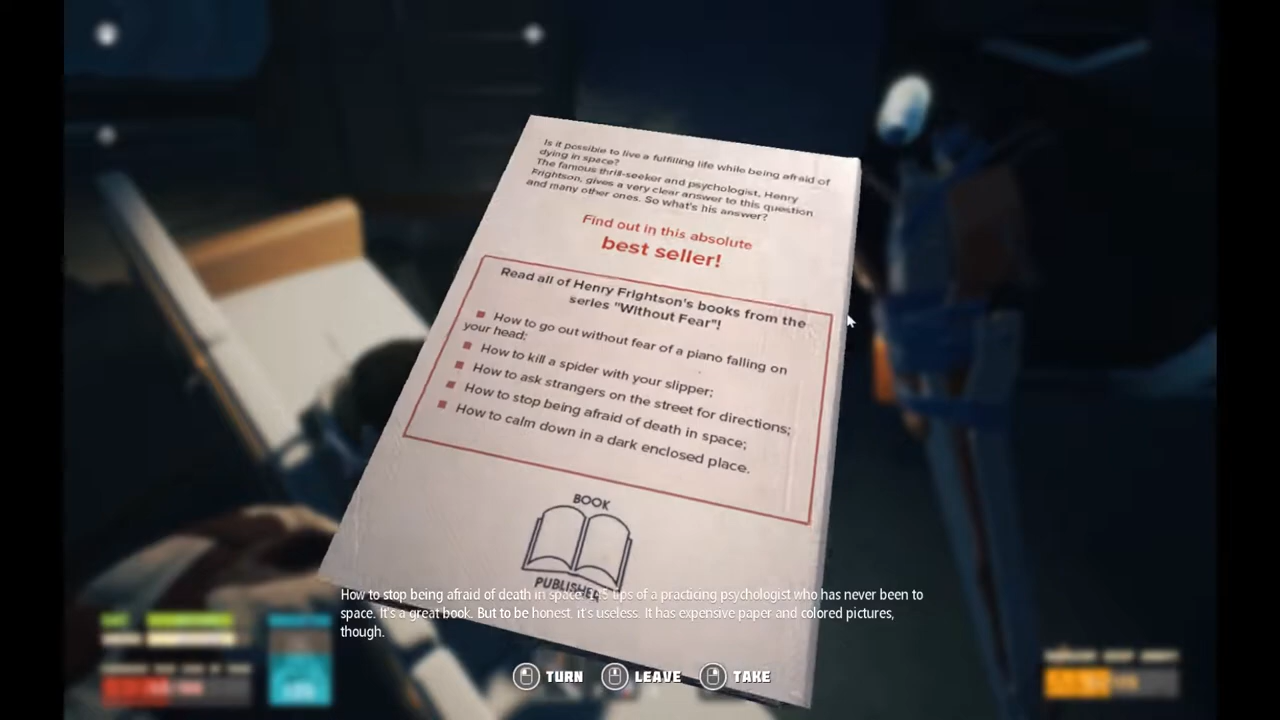 Is it possible to live a fulfilling life while being afraid of
dying in space?
The famous thrill-seeker and psychologist, Henry
Frightson, gives a very clear answer to this question
and many other ones. So what's his answer?
Find out in this absolute
best seller!
Read all of Henry Frightson's books from the
series "Without Fear"!
How to go out without fear of a piano falling on
your head;
How to kill a spider with your slipper;
How to ask strangers on the street for directions;
How to stop being afraid of death in space;
How to calm down in a dark enclosed place.
BOOK
PUBLISHER
How to stop being afraid of death in space: tips of a practicing psychologist who has never been to
space. It's a great book. But to be honest, it's useless. It has expensive paper and colored pictures,
though.
TURN LEAVE TAKE